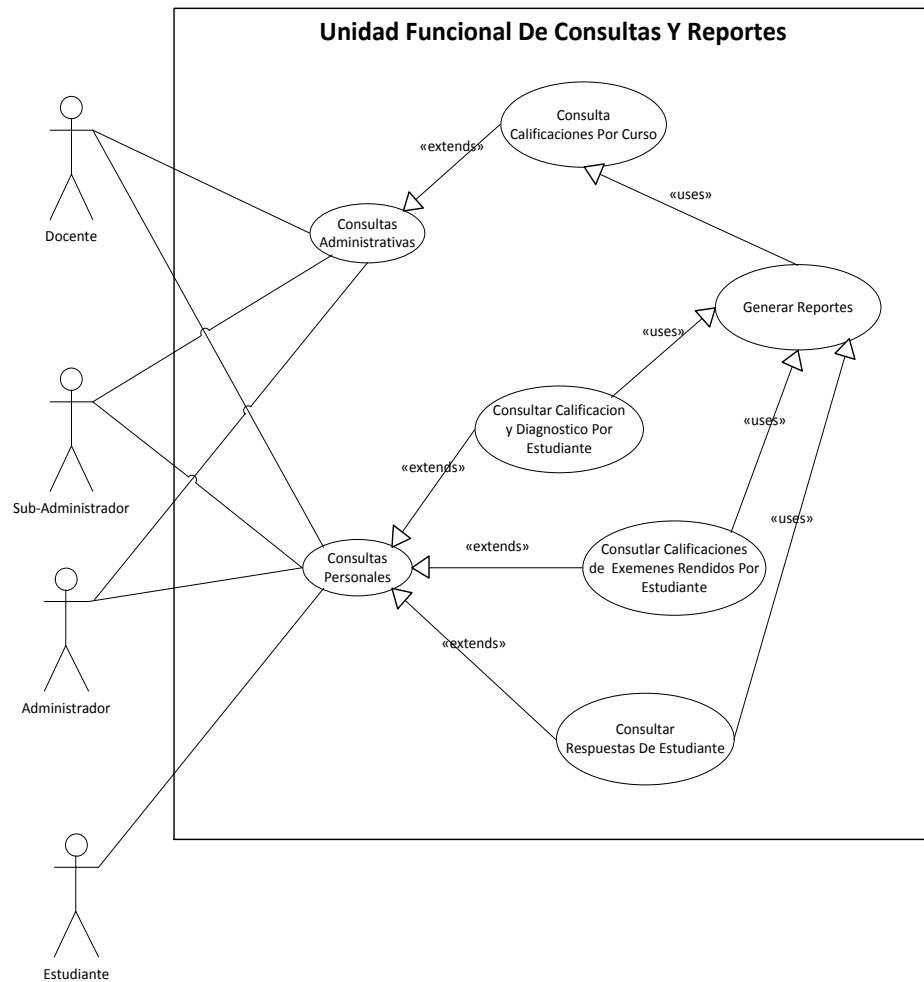 Unidad Funcional De Consultas Y Reportes
Consulta
Calificaciones Por Curso
«extends»
«uses»
Docente
Consultas
Administrativas
Generar Reportes
«uses»
Consultar Calificacion
y Diagnostico Por
Estudiante
«uses»
«extends»
Sub-Administrador
«uses»
«extends»
Consutlar Calificaciones
de Exémenes Rendidos Por
Estudiante
Consultas
Personales
«extends»
Administrador
Consultar
Respuestas De Estudiante
Estudiante